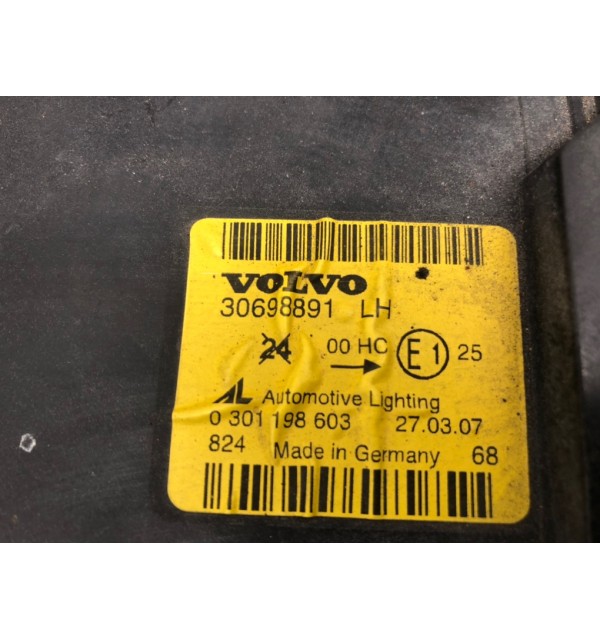 VOLVO
30698891 LH
24 00 HC E1 25
AL Automotive Lighting
0 301 198 603 27.03.07
824 Made in Germany 68